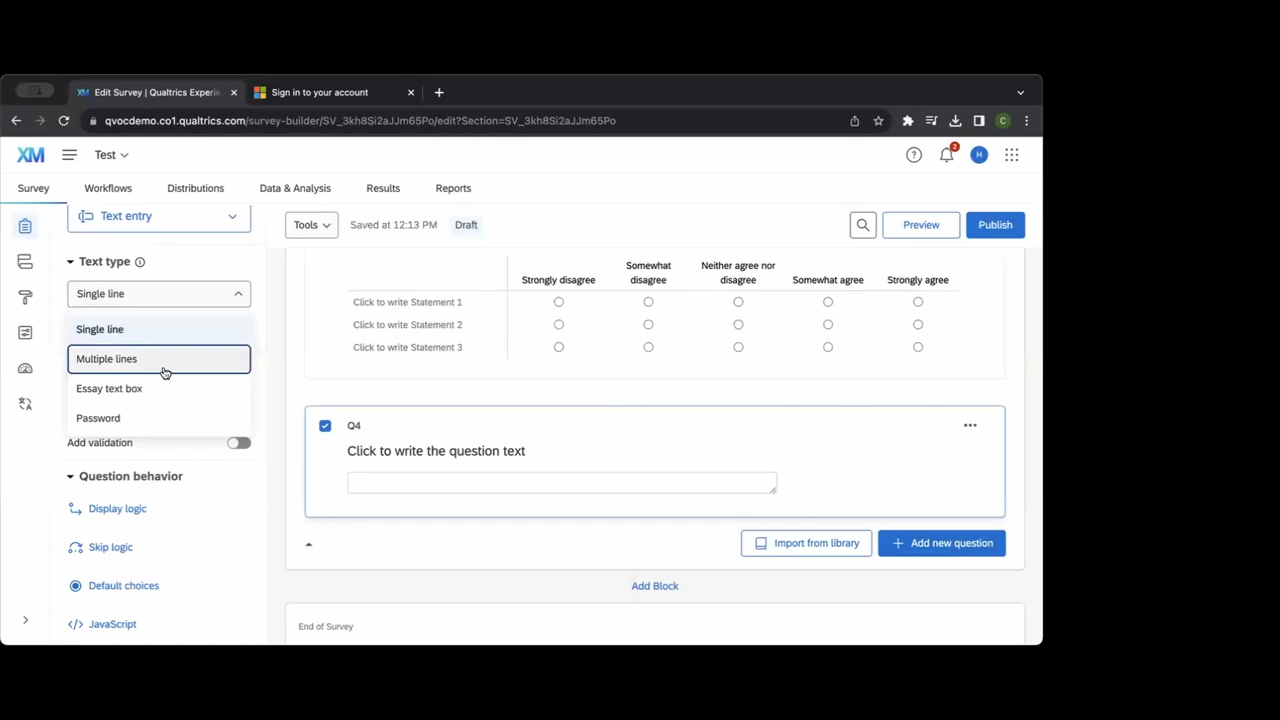 XM Edit Survey | Qualtrics Experie
Sign in to your account
qvocdemo.co1.qualtrics.com/survey-builder/SV_3kh8Si2aJJm65Po/edit?Section=SV_3kh8Si2aJJm65Po
C
XM
Test
2
H
Survey
Workflows
Distributions
Data & Analysis
Results
Reports
Text entry
Tools
Saved at 12:13 PM
Draft
Preview
Publish
Text type
Single line
Single line
Multiple lines
Essay text box
Password
Add validation
Question behavior
Display logic
Skip logic
Default choices
JavaScript
Strongly disagree
Somewhat disagree
Neither agree nor disagree
Somewhat agree
Strongly agree
Click to write Statement 1
Click to write Statement 2
Click to write Statement 3
Q4
Click to write the question text
Import from library
Add new question
Add Block
End of Survey